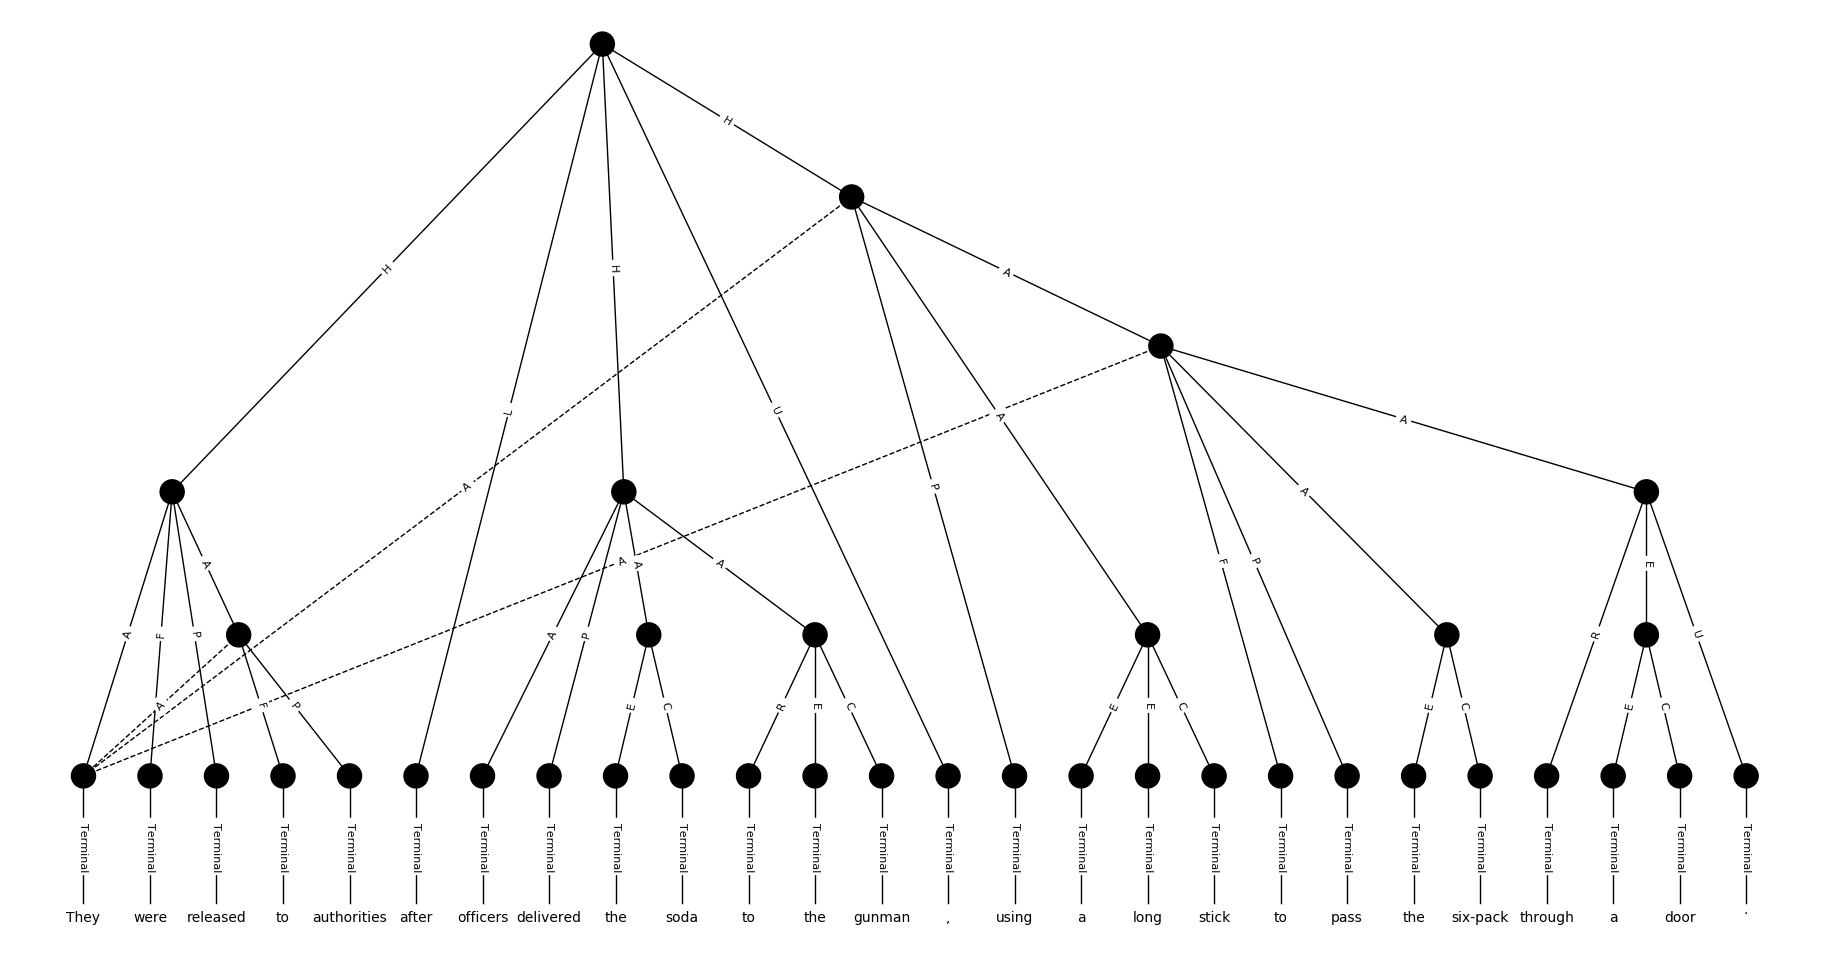 H
H
H
A
L
U
A
A
A
A
P
A
F
P
A
A
A
E
A
F
P
A
P
R
U
A
F
P
E
C
R
E
C
E
E
C
E
C
E
C
Terminal Terminal Terminal Terminal Terminal Terminal Terminal Terminal Terminal Terminal Terminal Terminal Terminal Terminal Terminal Terminal Terminal Terminal Terminal Terminal Terminal Terminal Terminal Terminal Terminal Terminal
They were released to authorities after officers delivered the soda to the gunman , using a long stick to pass the six-pack through a door .